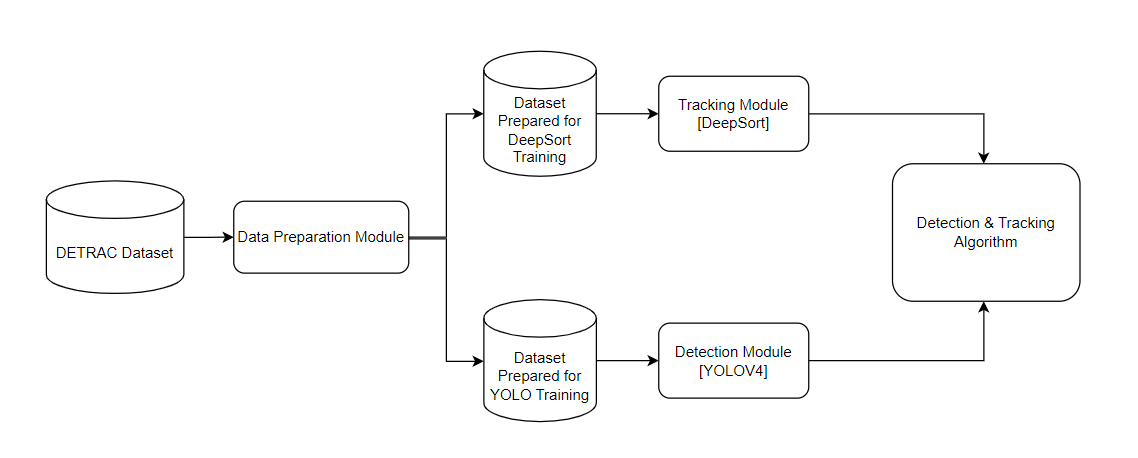 DETRAC Dataset
Data Preparation Module
Dataset
Prepared for
DeepSort
Training
Tracking Module
[DeepSort]
Dataset
Prepared for
YOLO Training
Detection Module
[YOLOV4]
Detection & Tracking
Algorithm